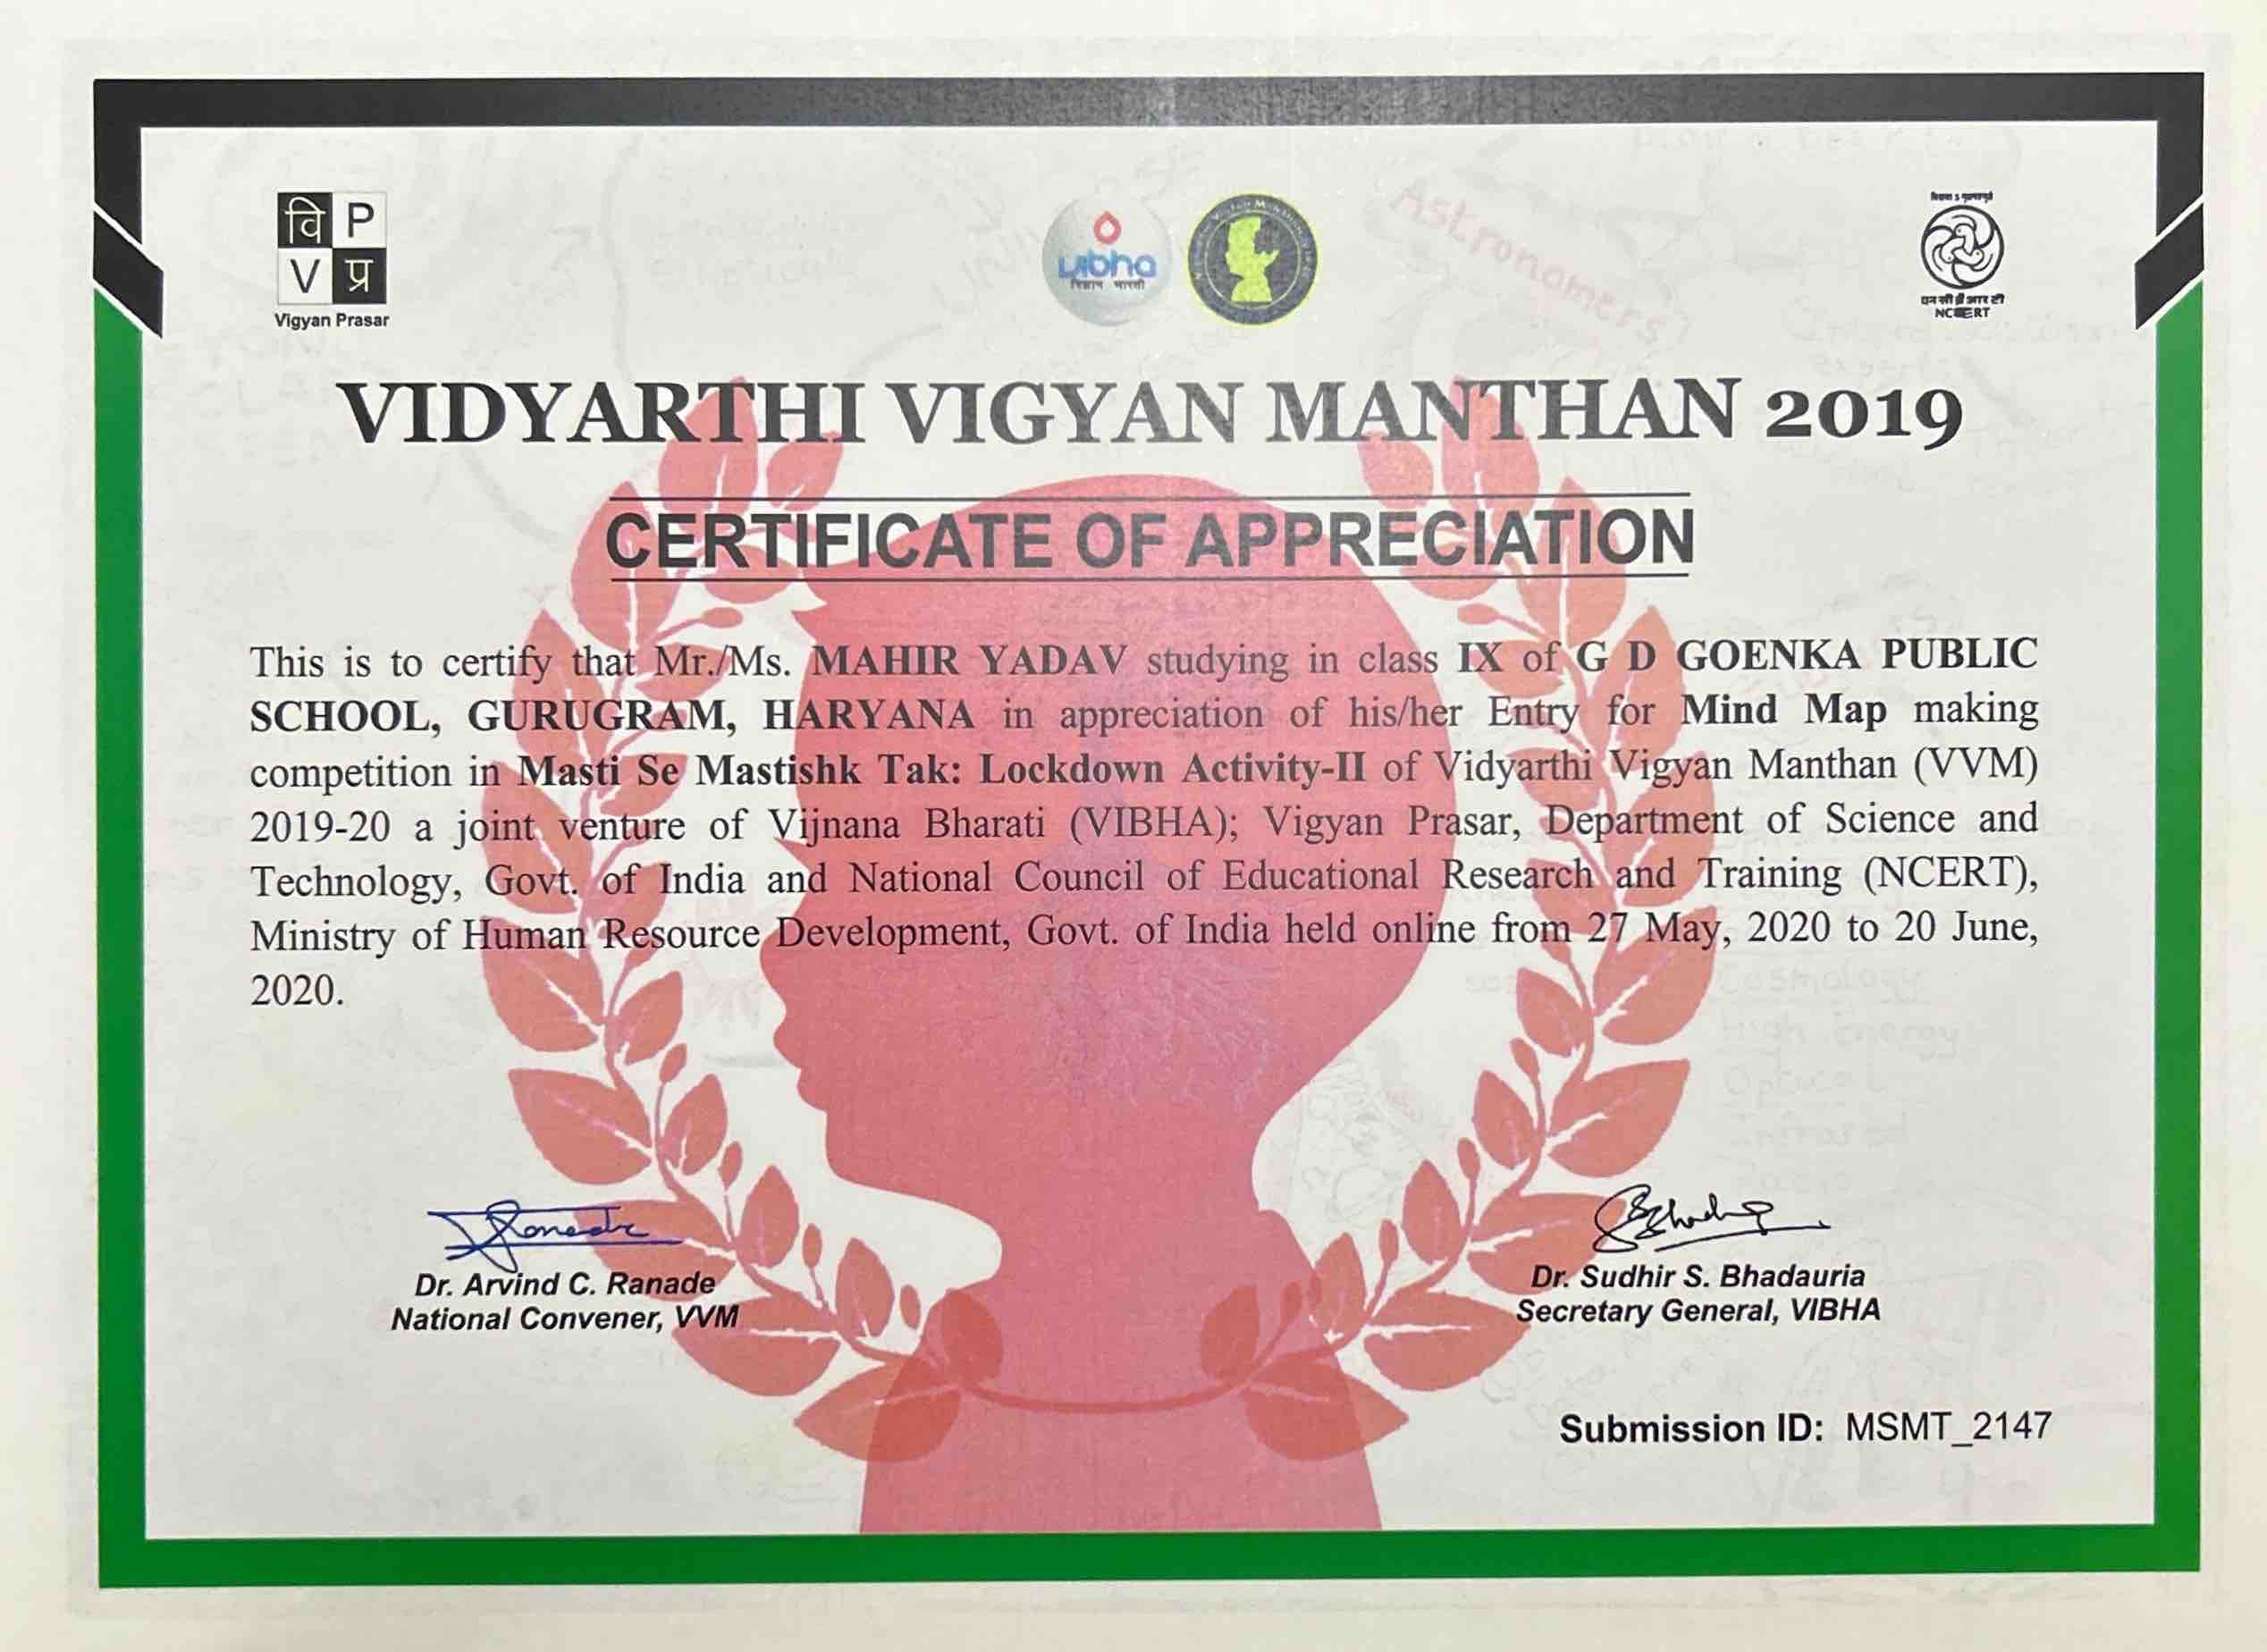 वि P
V प्र
Vigyan Prasar
vibha
विज्ञान भारती
एन सी ई आर टी
NCERT
VIDYARTHI VIGYAN MANTHAN 2019
CERTIFICATE OF APPRECIATION
This is to certify that Mr./Ms. MAHIR YADAV studying in class IX of G D GOENKA PUBLIC
SCHOOL, GURUGRAM, HARYANA in appreciation of his/her Entry for Mind Map making
competition in Masti Se Mastishk Tak: Lockdown Activity-II of Vidyarthi Vigyan Manthan (VVM)
2019-20 a joint venture of Vijnana Bharati (VIBHA); Vigyan Prasar, Department of Science and
Technology, Govt. of India and National Council of Educational Research and Training (NCERT),
Ministry of Human Resource Development, Govt. of India held online from 27 May, 2020 to 20 June,
2020.
Dr. Arvind C. Ranade
National Convener, VVM
Dr. Sudhir S. Bhadauria
Secretary General, VIBHA
Submission ID: MSMT_2147